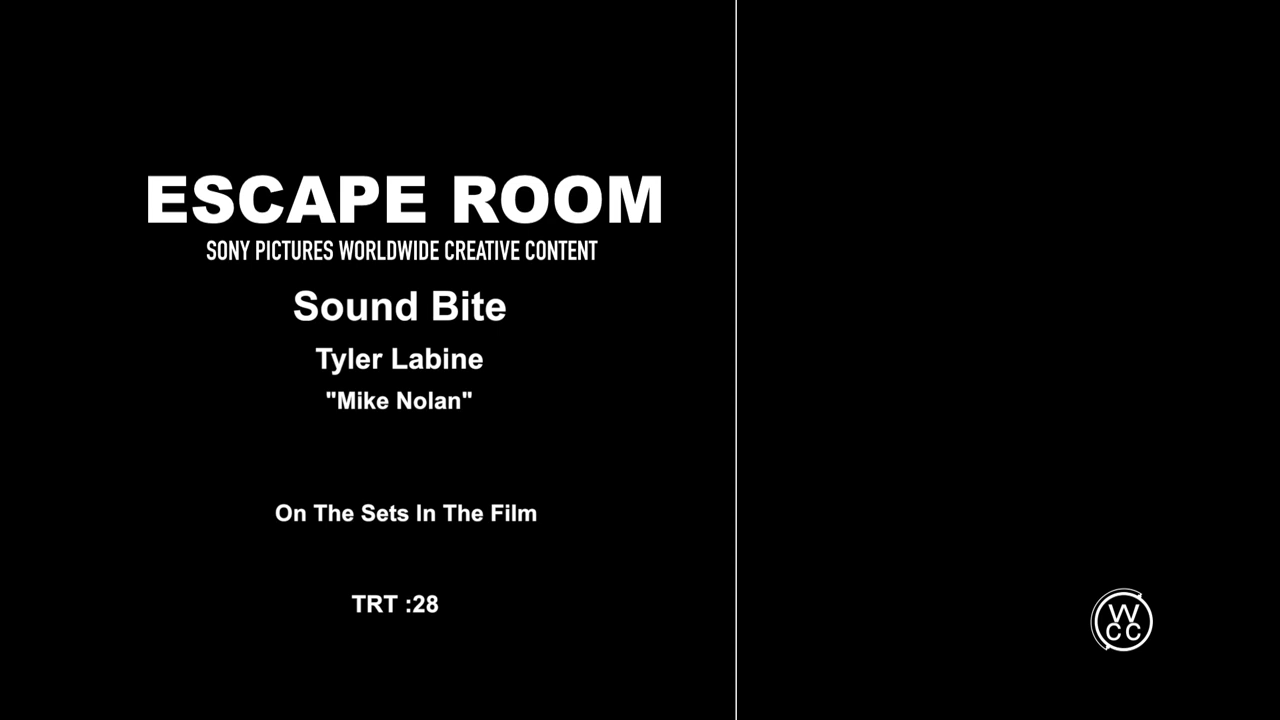 ESCAPE ROOM
SONY PICTURES WORLDWIDE CREATIVE CONTENT
Sound Bite
Tyler Labine
"Mike Nolan"
On The Sets In The Film
TRT :28
W
CC